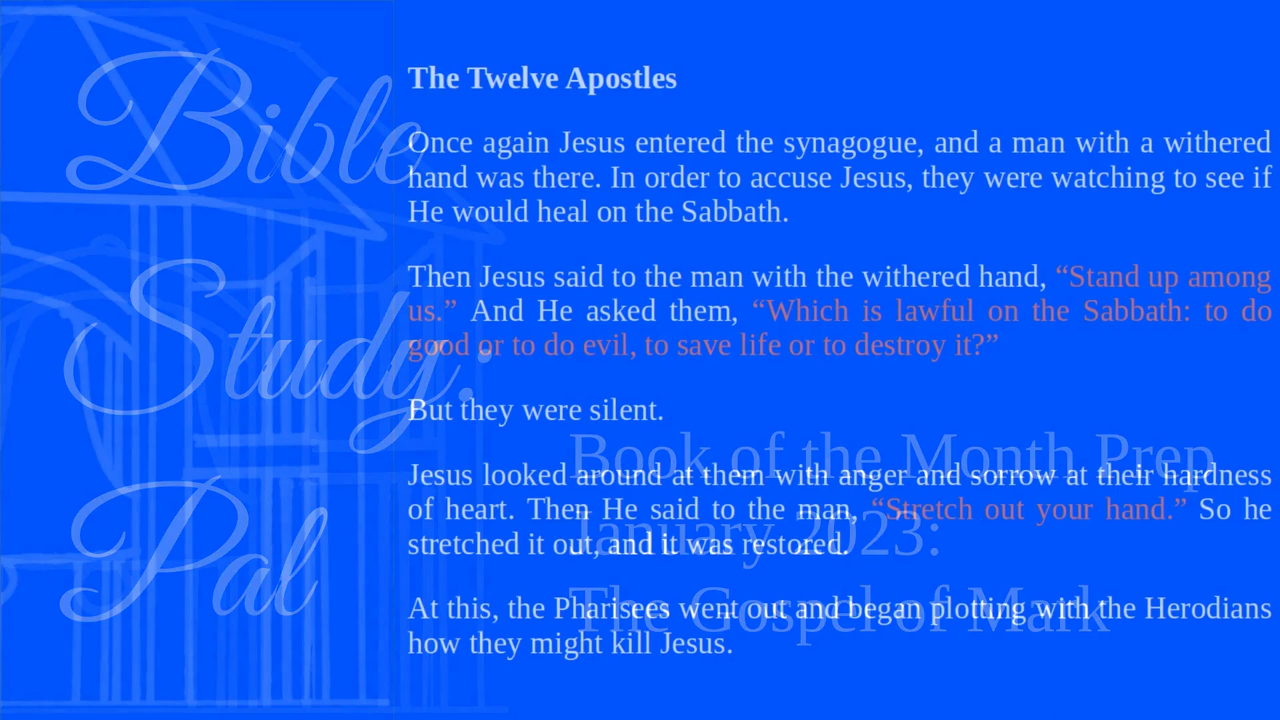 Bible
Study:
Pal
The Twelve Apostles
Once again Jesus entered the synagogue, and a man with a withered
hand was there. In order to accuse Jesus, they were watching to see if
He would heal on the Sabbath.
Then Jesus said to the man with the withered hand, “Stand up among
us.” And He asked them, “Which is lawful on the Sabbath: to do
good or to do evil, to save life or to destroy it?”
But they were silent.
Jesus looked around at them with anger and sorrow at their hardness
of heart. Then He said to the man, “Stretch out your hand.” So he
stretched it out, and it was restored.
At this, the Pharisees went out and began plotting with the Herodians
how they might kill Jesus.
Book of the Month Prep
January 2023:
The Gospel of Mark